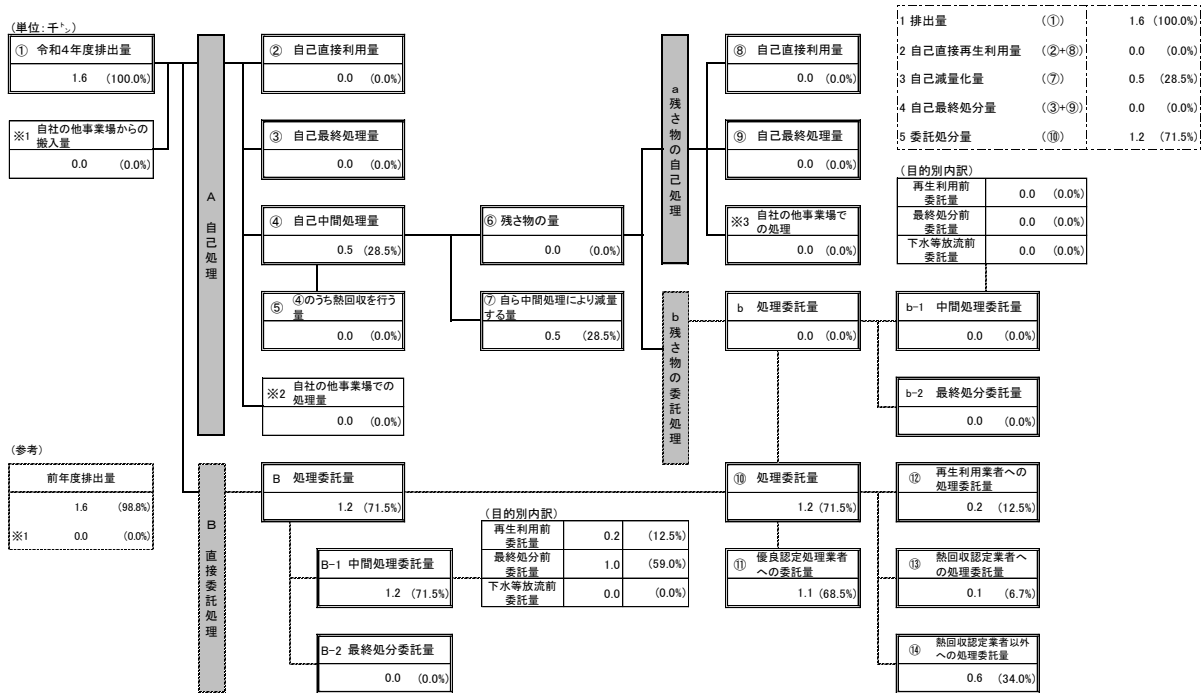 (単位:千㌧)
① 令和4年度排出量
1.6 (100.0%)
※1 自社の他事業場からの
搬入量
0.0 (0.0%)
A 自己処理
② 自己直接利用量
0.0 (0.0%)
③ 自己最終処理量
0.0 (0.0%)
④ 自己中間処理量
0.5 (28.5%)
⑤ ④のうち熱回収を行う
量
0.0 (0.0%)
※2 自社の他事業場での
処理量
0.0 (0.0%)
⑥ 残さ物の量
0.0 (0.0%)
⑦ 自ら中間処理により減量
する量
0.5 (28.5%)
a 残さ物の自己処理
⑧ 自己直接利用量
0.0 (0.0%)
⑨ 自己最終処理量
0.0 (0.0%)
※3 自社の他事業場で
の処理
0.0 (0.0%)
b 残さ物の委託処理
b 処理委託量
0.0 (0.0%)
1 排出量 (①) 1.6 (100.0%)
2 自己直接再生利用量 (②+⑧) 0.0 (0.0%)
3 自己減量化量 (⑦) 0.5 (28.5%)
4 自己最終処分量 (③+⑨) 0.0 (0.0%)
5 委託処分量 (⑩) 1.2 (71.5%)
(目的別内訳)
再生利用前
委託量 0.0 (0.0%)
最終処分前
委託量 0.0 (0.0%)
下水等放流前
委託量 0.0 (0.0%)
b-1 中間処理委託量
0.0 (0.0%)
b-2 最終処分委託量
0.0 (0.0%)
(参考)
前年度排出量
1.6 (98.8%)
※1 0.0 (0.0%)
B 直接委託処理
B 処理委託量
1.2 (71.5%)
B-1 中間処理委託量
1.2 (71.5%)
B-2 最終処分委託量
0.0 (0.0%)
(目的別内訳)
再生利用前
委託量 0.2 (12.5%)
最終処分前
委託量 1.0 (59.0%)
下水等放流前
委託量 0.0 (0.0%)
⑩ 処理委託量
1.2 (71.5%)
⑪ 優良認定処理業者
への委託量
1.1 (68.5%)
⑫ 再生利用業者への
処理委託量
0.2 (12.5%)
⑬ 熱回収認定業者へ
の処理委託量
0.1 (6.7%)
⑭ 熱回収認定業者以外
への処理委託量
0.6 (34.0%)